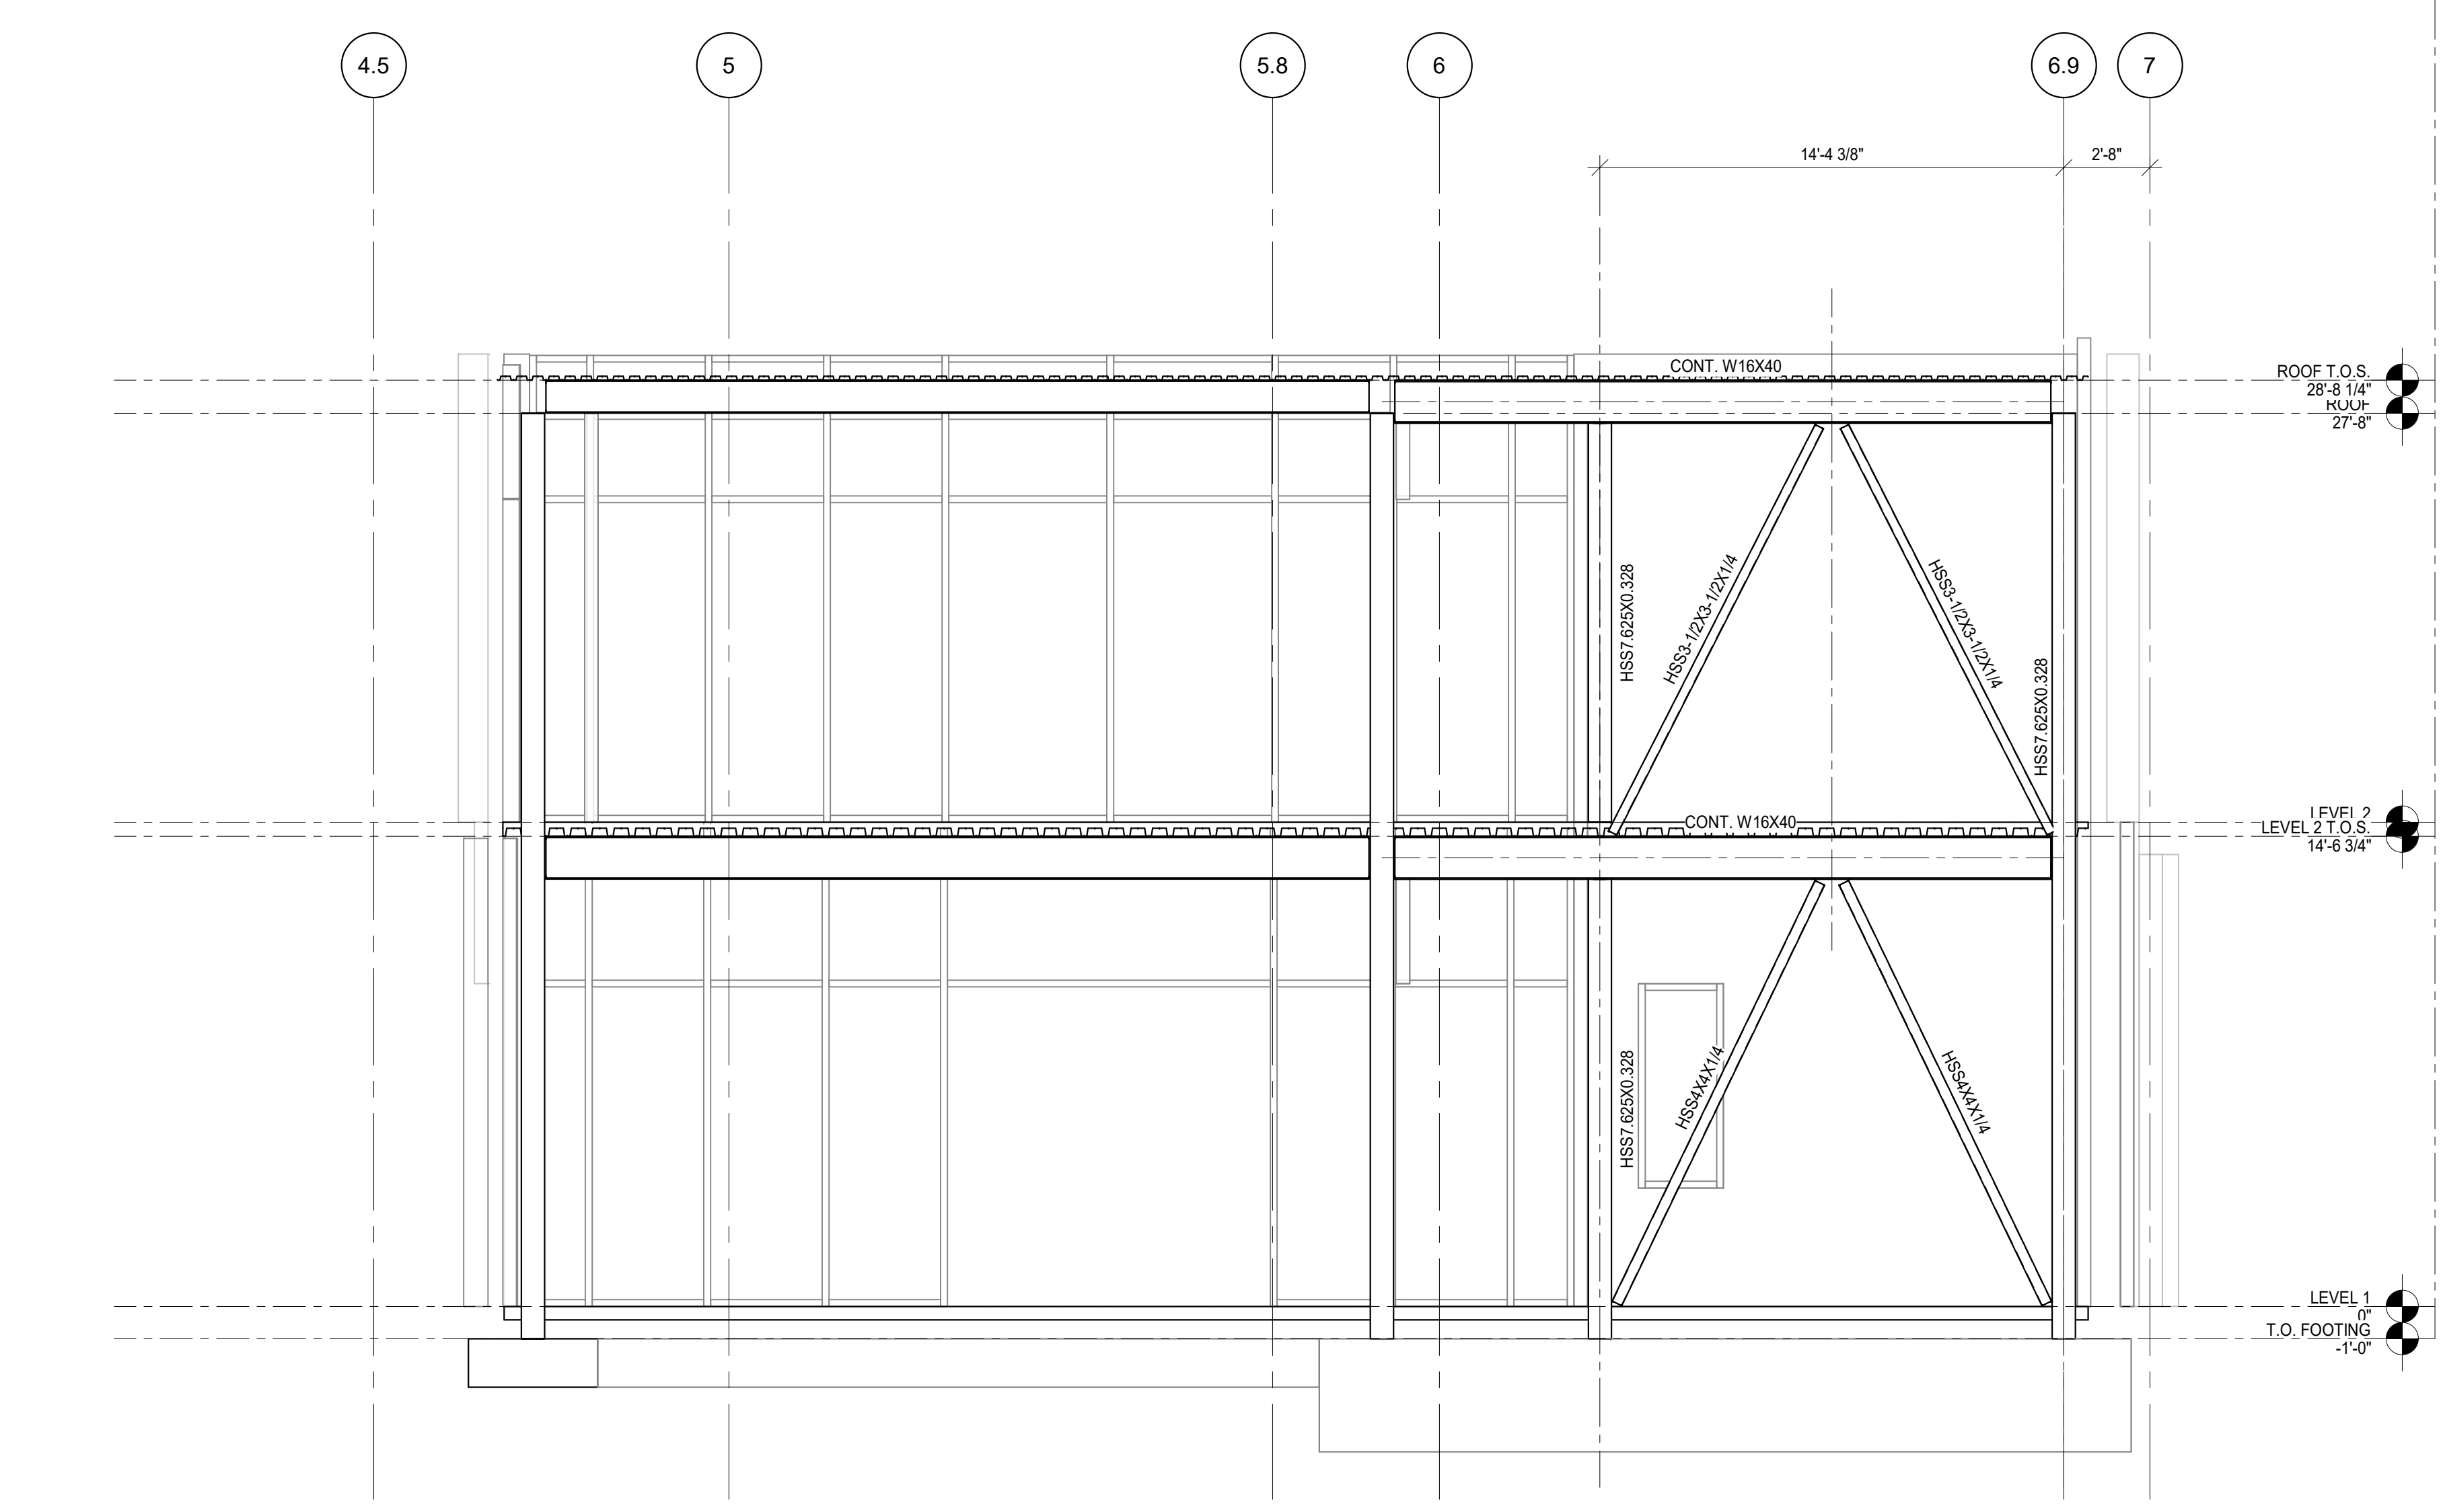 4.5
5
5.8
6
6.9
7
14'-4 3/8"
2'-8"
CONT. W16X40
ROOF T.O.S.
28'-8 1/4"
ROOF
27'-8"
HSS7.625X0.328
HSS3-1/2X3-1/2X1/4
HSS3-1/2X3-1/2X1/4
HSS7.625X0.328
CONT. W16X40
LEVEL 2
LEVEL 2 T.O.S.
14'-6 3/4"
HSS7.625X0.328
HSS4X4X1/4
HSS4X4X1/4
LEVEL 1
0"
T.O. FOOTING
-1'-0"